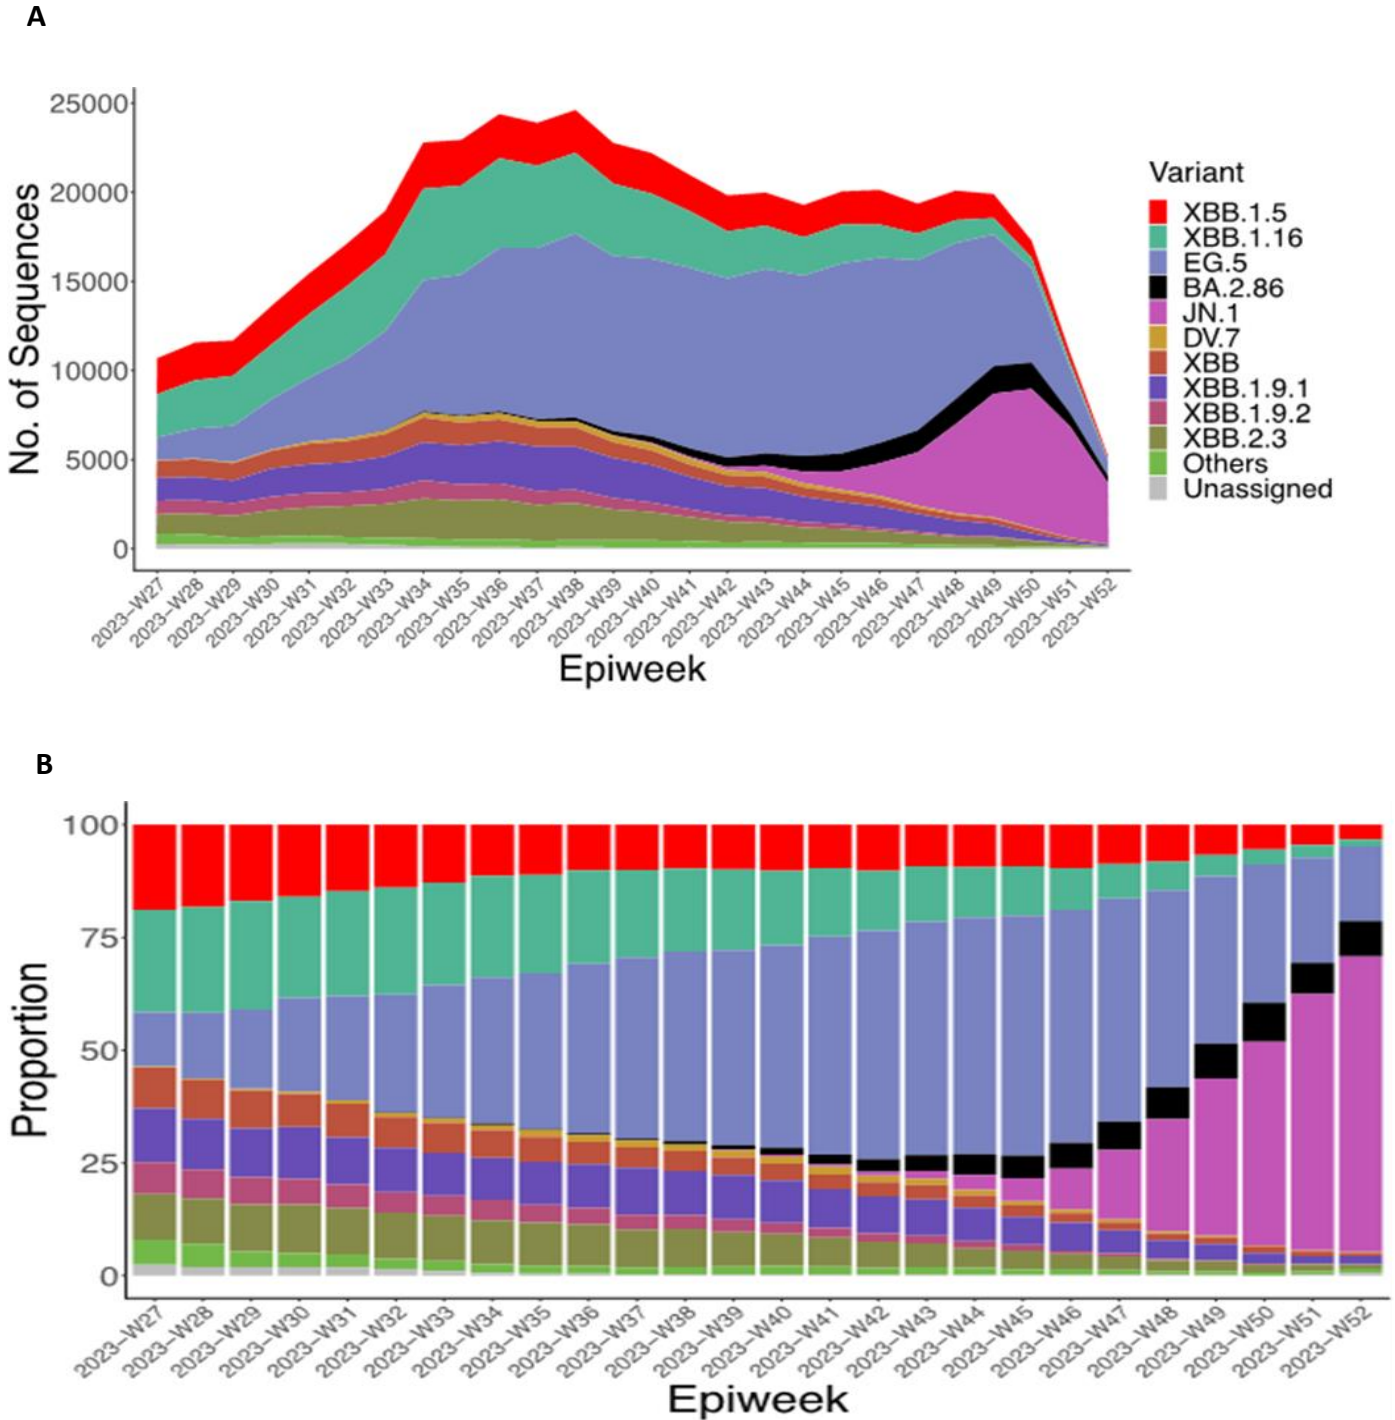 A
No. of Sequences
25000
20000
15000
10000
5000
0
2023-W27
2023-W28
2023-W29
2023-W30
2023-W31
2023-W32
2023-W33
2023-W34
2023-W35
2023-W36
2023-W37
2023-W38
2023-W39
2023-W40
2023-W41
2023-W42
2023-W43
2023-W44
2023-W45
2023-W46
2023-W47
2023-W48
2023-W49
2023-W50
2023-W51
2023-W52
Epiweek
Variant
XBB.1.5
XBB.1.16
EG.5
BA.2.86
JN.1
DV.7
XBB
XBB.1.9.1
XBB.1.9.2
XBB.2.3
Others
Unassigned
B
Proportion
100
75
50
25
0
2023-W27
2023-W28
2023-W29
2023-W30
2023-W31
2023-W32
2023-W33
2023-W34
2023-W35
2023-W36
2023-W37
2023-W38
2023-W39
2023-W40
2023-W41
2023-W42
2023-W43
2023-W44
2023-W45
2023-W46
2023-W47
2023-W48
2023-W49
2023-W50
2023-W51
2023-W52
Epiweek